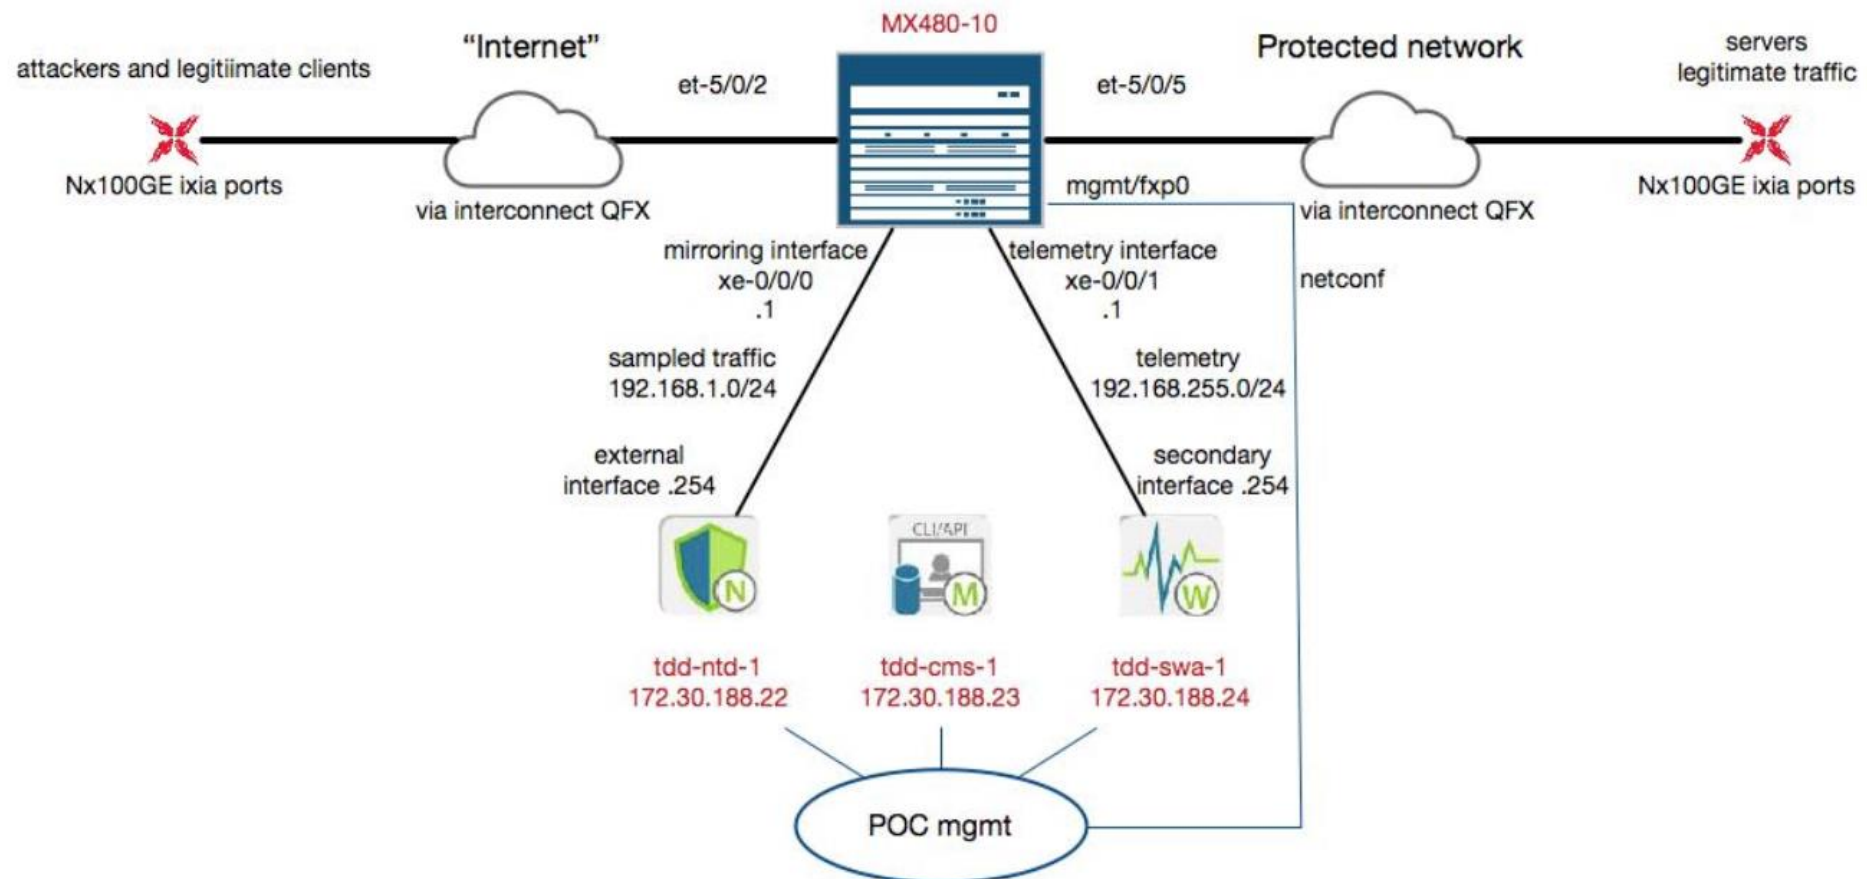 MX480-10
“Internet”
Protected network
servers
legitimate traffic
attackers and legitiimate clients
et-5/0/2
et-5/0/5
Nx100GE ixia ports
via interconnect QFX
mgmt/fxp0
via interconnect QFX
Nx100GE ixia ports
mirroring interface
xe-0/0/0
.1
telemetry interface
xe-0/0/1
.1
netconf
sampled traffic
192.168.1.0/24
telemetry
192.168.255.0/24
external
interface .254
secondary
interface .254
N
CLI/API
M
W
tdd-ntd-1
172.30.188.22
tdd-cms-1
172.30.188.23
tdd-swa-1
172.30.188.24
POC mgmt